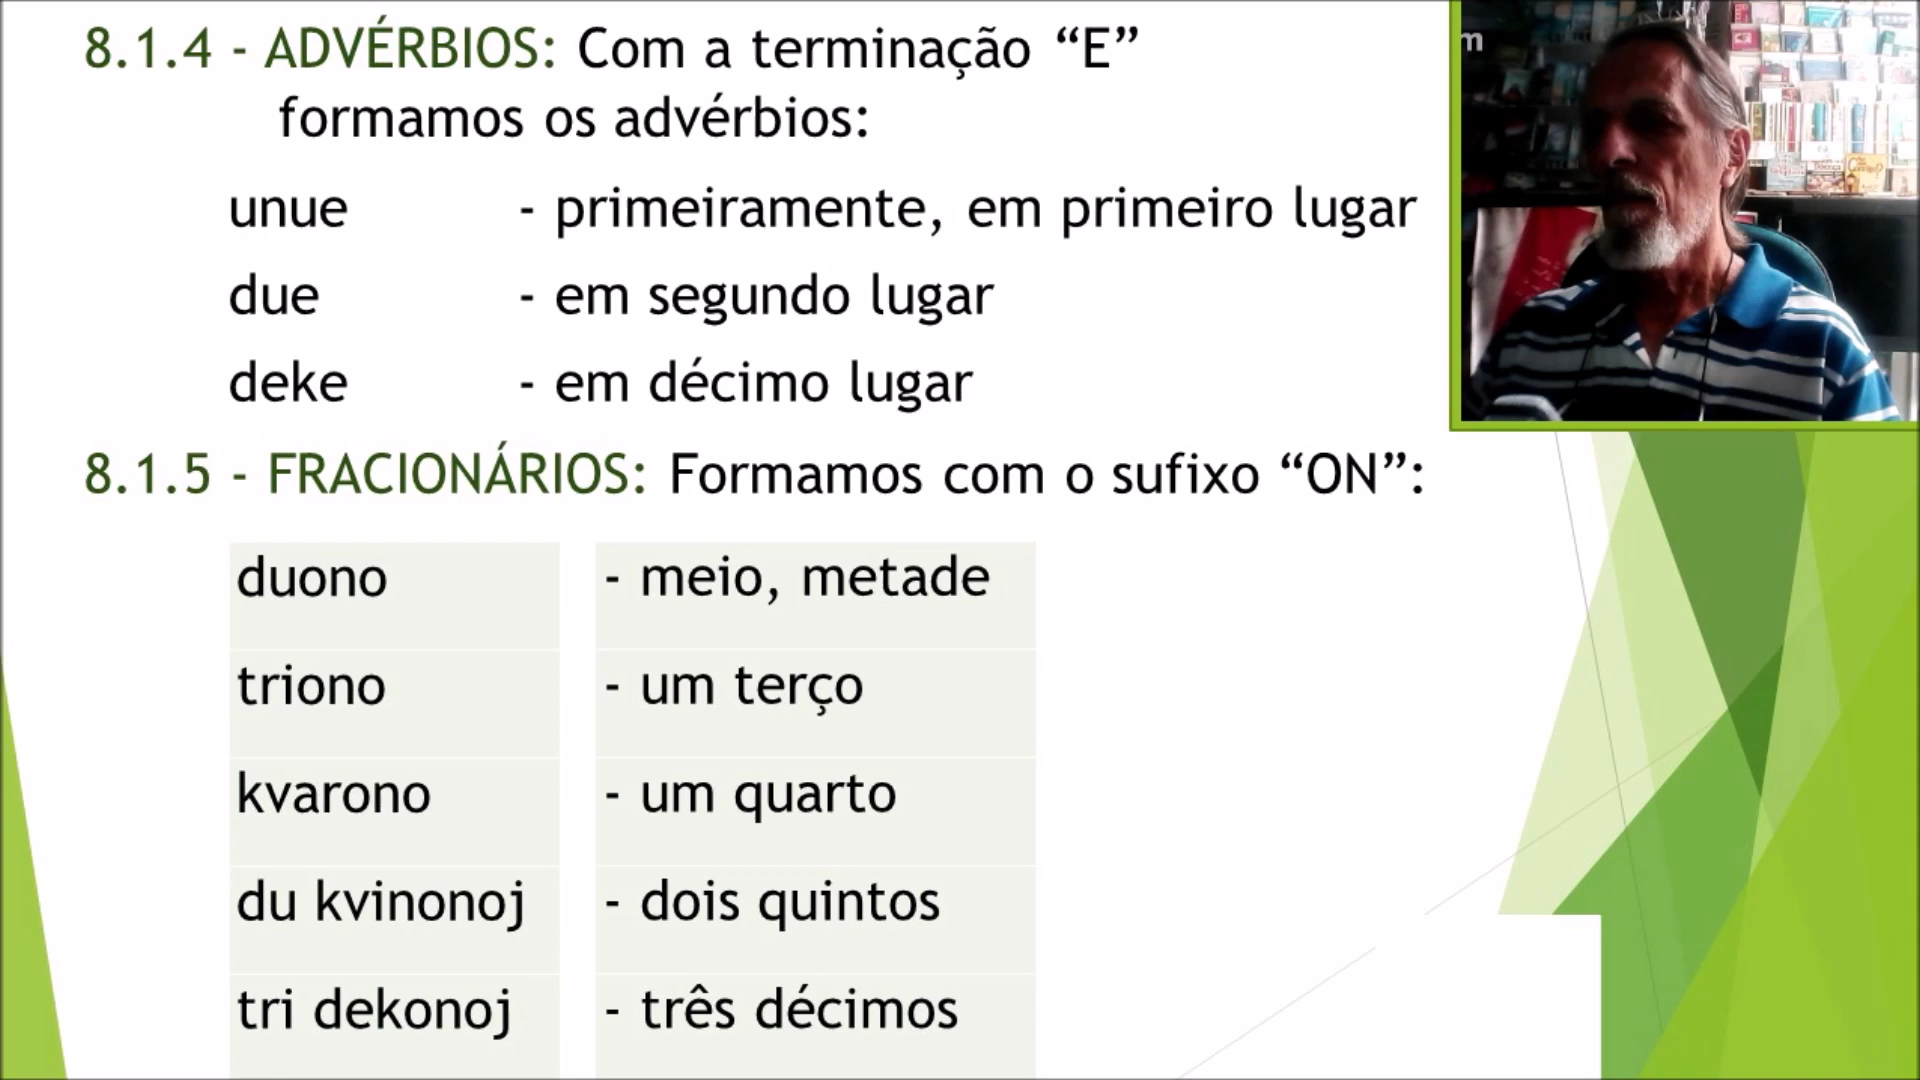 8.1.4 - ADVÉRBIOS: Com a terminação “E”
formamos os advérbios:
unue - primeiramente, em primeiro lugar
due - em segundo lugar
deke - em décimo lugar
8.1.5 - FRACIONÁRIOS: Formamos com o sufixo “ON”:
duono - meio, metade
triono - um terço
kvarono - um quarto
du kvinonoj - dois quintos
tri dekonoj - três décimos
m